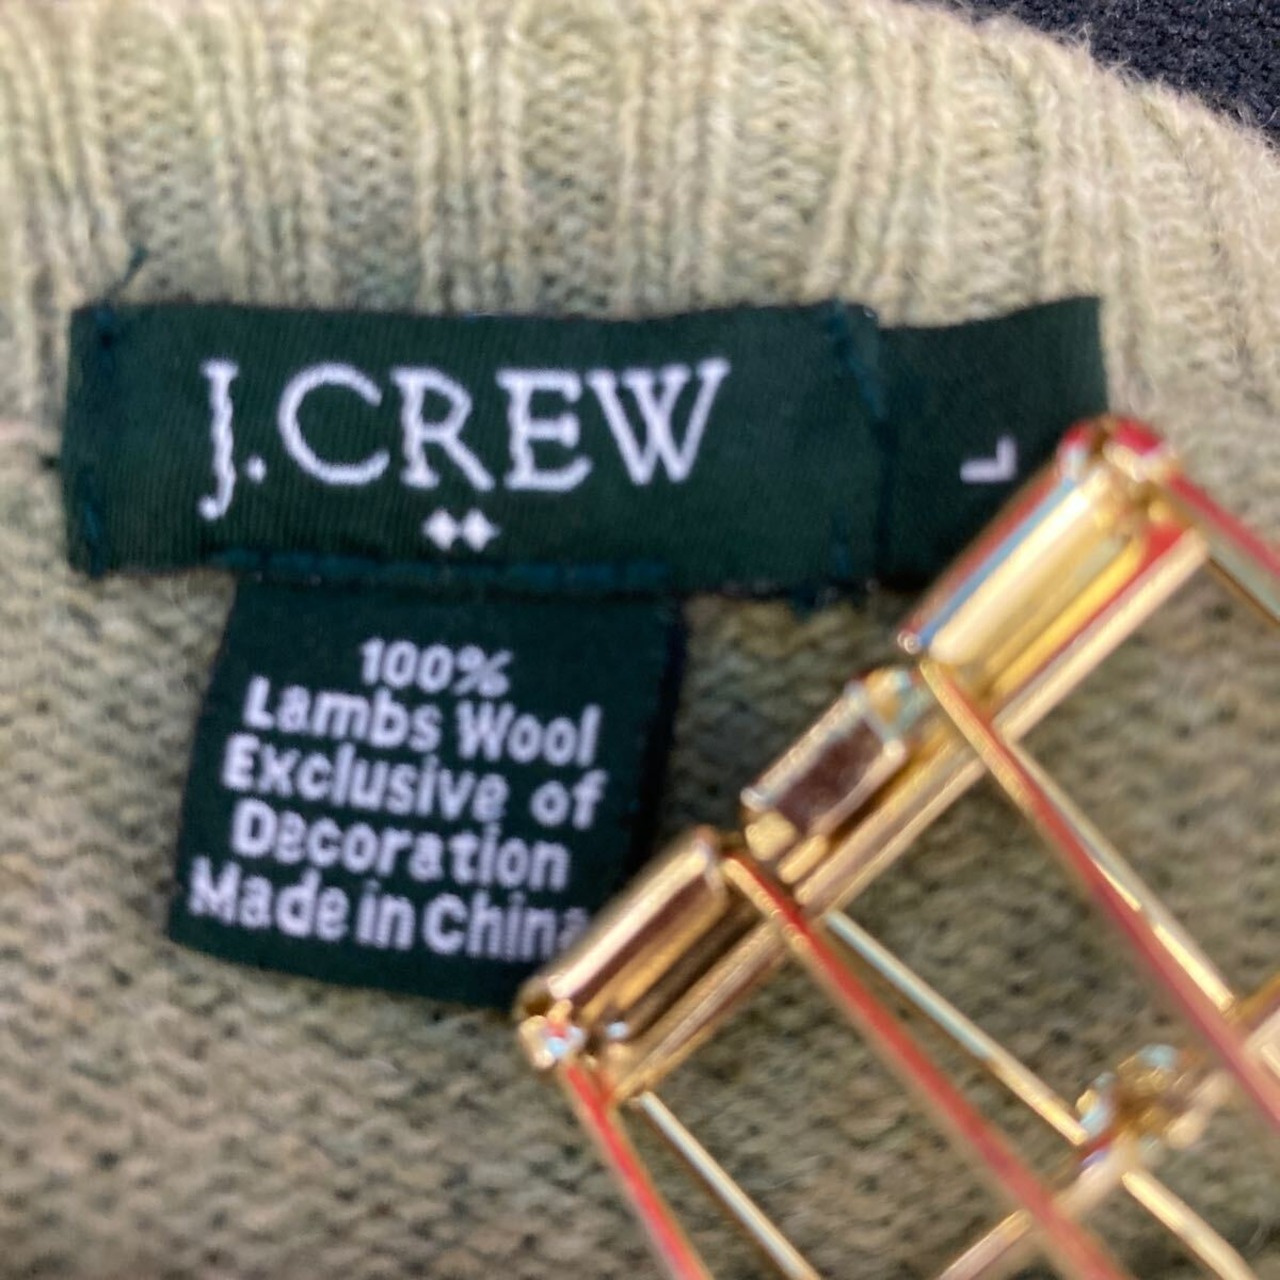 J.CREW
L
100%
Lambs Wool
Exclusive of
Decoration
Made in China